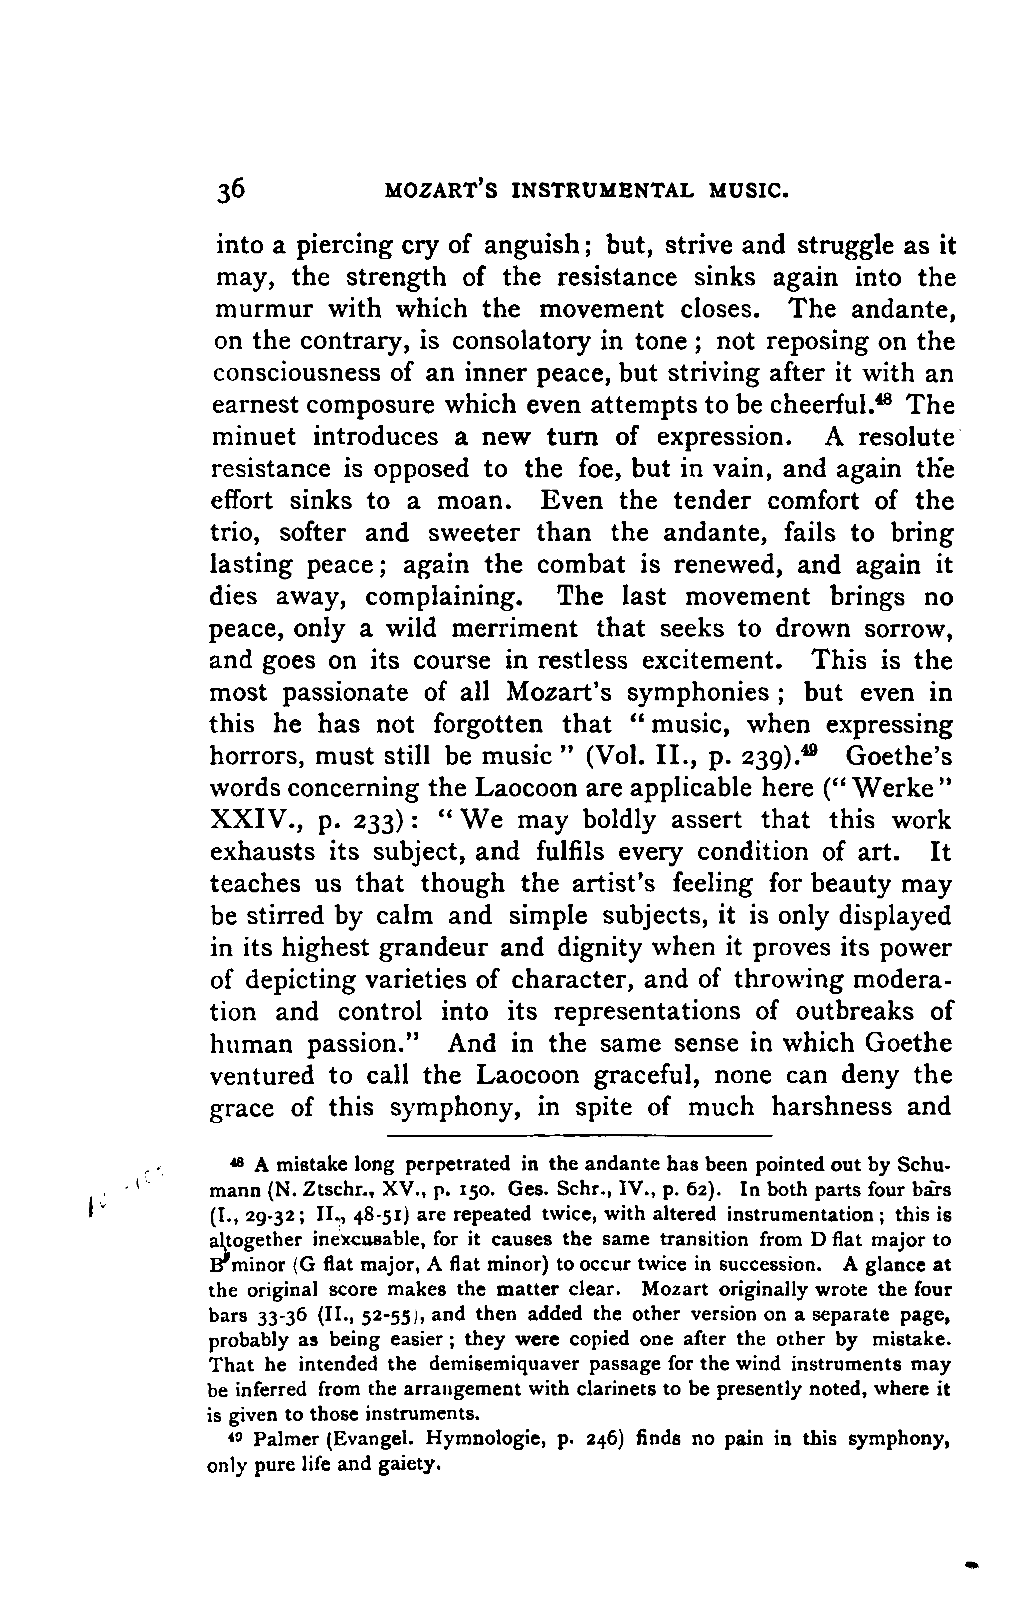 36 MOZART'S INSTRUMENTAL MUSIC.
into a piercing cry of anguish; but, strive and struggle as it
may, the strength of the resistance sinks again into the
murmur with which the movement closes. The andante,
on the contrary, is consolatory in tone; not reposing on the
consciousness of an inner peace, but striving after it with an
earnest composure which even attempts to be cheerful.⁴⁸ The
minuet introduces a new turn of expression. A resolute
resistance is opposed to the foe, but in vain, and again the
effort sinks to a moan. Even the tender comfort of the
trio, softer and sweeter than the andante, fails to bring
lasting peace; again the combat is renewed, and again it
dies away, complaining. The last movement brings no
peace, only a wild merriment that seeks to drown sorrow,
and goes on its course in restless excitement. This is the
most passionate of all Mozart's symphonies; but even in
this he has not forgotten that "music, when expressing
horrors, must still be music" (Vol. II., p. 239).⁴⁹ Goethe's
words concerning the Laocoon are applicable here ("Werke"
XXIV., p. 233): "We may boldly assert that this work
exhausts its subject, and fulfils every condition of art. It
teaches us that though the artist's feeling for beauty may
be stirred by calm and simple subjects, it is only displayed
in its highest grandeur and dignity when it proves its power
of depicting varieties of character, and of throwing modera-
tion and control into its representations of outbreaks of
human passion." And in the same sense in which Goethe
ventured to call the Laocoon graceful, none can deny the
grace of this symphony, in spite of much harshness and
⁴⁸ A mistake long perpetrated in the andante has been pointed out by Schu-
mann (N. Ztschr., XV., p. 150. Ges. Schr., IV., p. 62). In both parts four bars
(I., 29-32; II., 48-51) are repeated twice, with altered instrumentation; this is
altogether inexcusable, for it causes the same transition from D flat major to
B minor (G flat major, A flat minor) to occur twice in succession. A glance at
the original score makes the matter clear. Mozart originally wrote the four
bars 33-36 (II., 52-55), and then added the other version on a separate page,
probably as being easier; they were copied one after the other by mistake.
That he intended the demisemiquaver passage for the wind instruments may
be inferred from the arrangement with clarinets to be presently noted, where it
is given to those instruments.
⁴⁹ Palmer (Evangel. Hymnologie, p. 246) finds no pain in this symphony,
only pure life and gaiety.